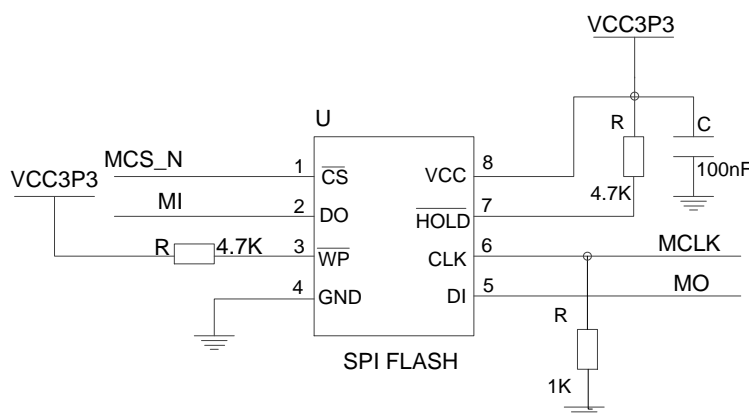 VCC3P3
U
R
C
MCS_N
1
CS
VCC
8
100nF
VCC3P3
MI
2
DO
HOLD
7
4.7K
R
4.7K
3
WP
CLK
6
MCLK
4
GND
DI
5
MO
R
SPI FLASH
1K